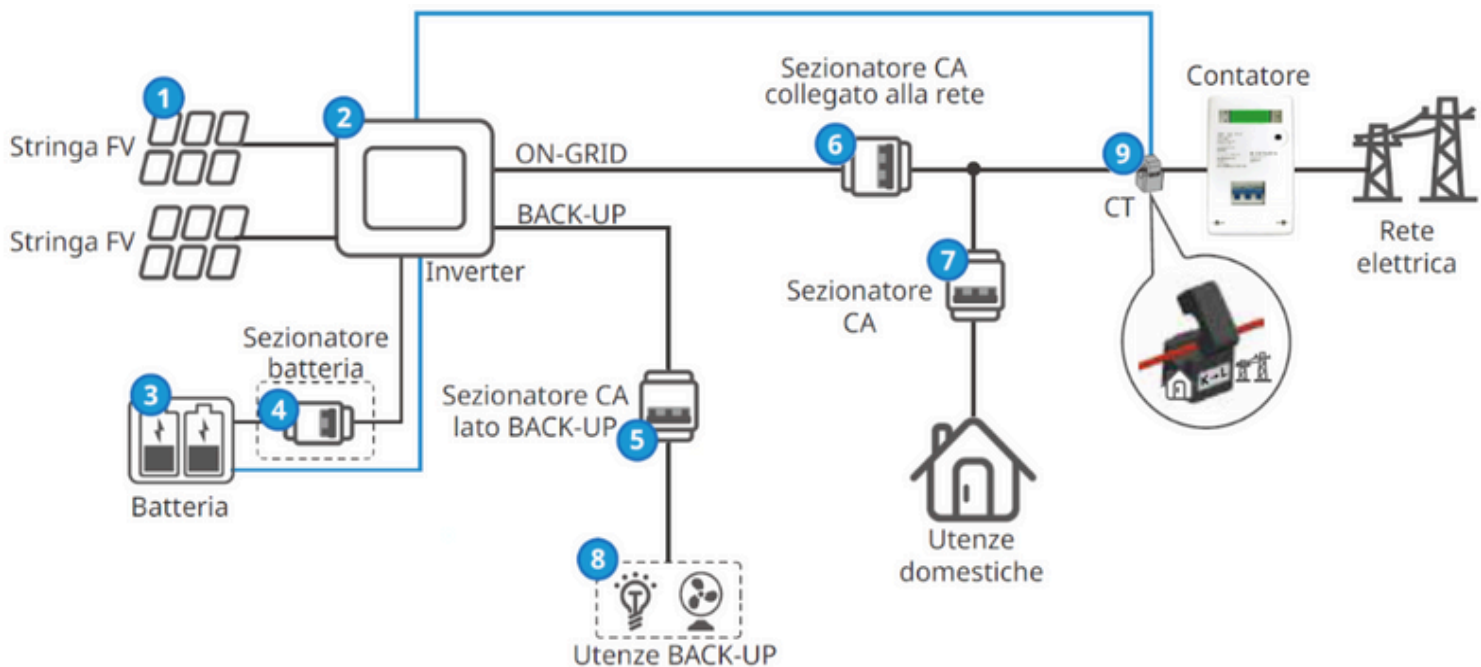 1
Stringa FV
Stringa FV
2
ON-GRID
BACK-UP
Inverter
Sezionatore CA
collegato alla rete
6
9
CT
Contatore
Rete
elettrica
7
Sezionatore
CA
K→L
Sezionatore
batteria
3
4
Batteria
Sezionatore CA
lato BACK-UP
5
Utenze
domestiche
8
Utenze BACK-UP